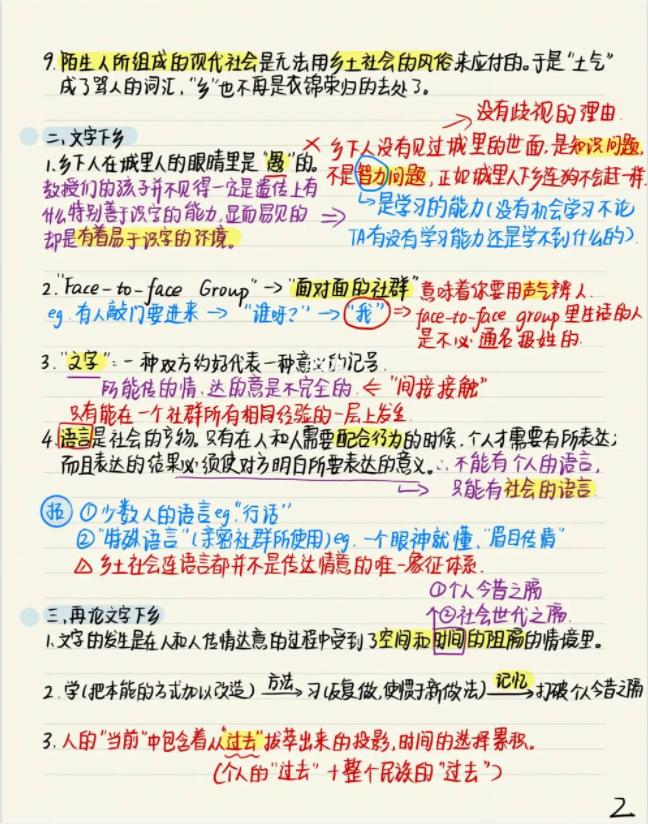 9. 陌生人所组成的现代社会是无法用乡土社会的风俗来应付的。于是“土气”
成了骂人的词汇，“乡”也不再是衣锦荣归的去处了。
没有歧视的理由.
二、文字下乡
1. 乡下人在城里人的眼睛里是“愚”的。
× 乡下人没有见过城里的世面，是知识问题，
不是智力问题，正如城里人下乡连狗不会赶一样.
教授们的孩子并不见得一定是遗传上有
什么特别善于识字的能力，显而易见的
却是有着易于识字的环境。
是学习的能力(没有机会学习不论
TA有没有学习能力还是学不到什么的).
2. "Face-to-face Group" → “面对面的社群” 意味着你要用声气辨人.
eg. 有人敲门要进来 → “谁呀？” → “我” ⇒ face-to-face group 里生活的人
是不必通名报姓的.
3. “文字”: 一种双方约好代表一种意义的记号.
所能传的情、达的意是不完全的. ← “间接接触”
只有能在一个社群所有相同经验的一层上发生.
4. 语言是社会的产物. 只有在人和人需要配合行为的时候，个人才需要有所表达;
而且表达的结果必须使对方明白所要表达的意义。∴不能有个人的语言,
只能有社会的语言
拓 ①少数人的语言eg.“行话”
②“特殊语言”(亲密社群所使用) eg. 一个眼神就懂、“眉目传情”
△ 乡土社会连语言都并不是传达情意的唯一象征体系.
①个人今昔之隔
②社会世代之隔.
三、再论文字下乡
1. 文字的发生是在人和人传情达意的过程中受到了空间和时间的阻隔的情境里。
2. 学(把本能的方式加以改造) 方法→ 习(反复做，使惯于新做法) 记忆→ 打破个人今昔之隔
3. 人的“当前”中包含着从“过去”拔萃出来的投影，时间的选择累积。
(个人的“过去”+整个民族的“过去”)
2